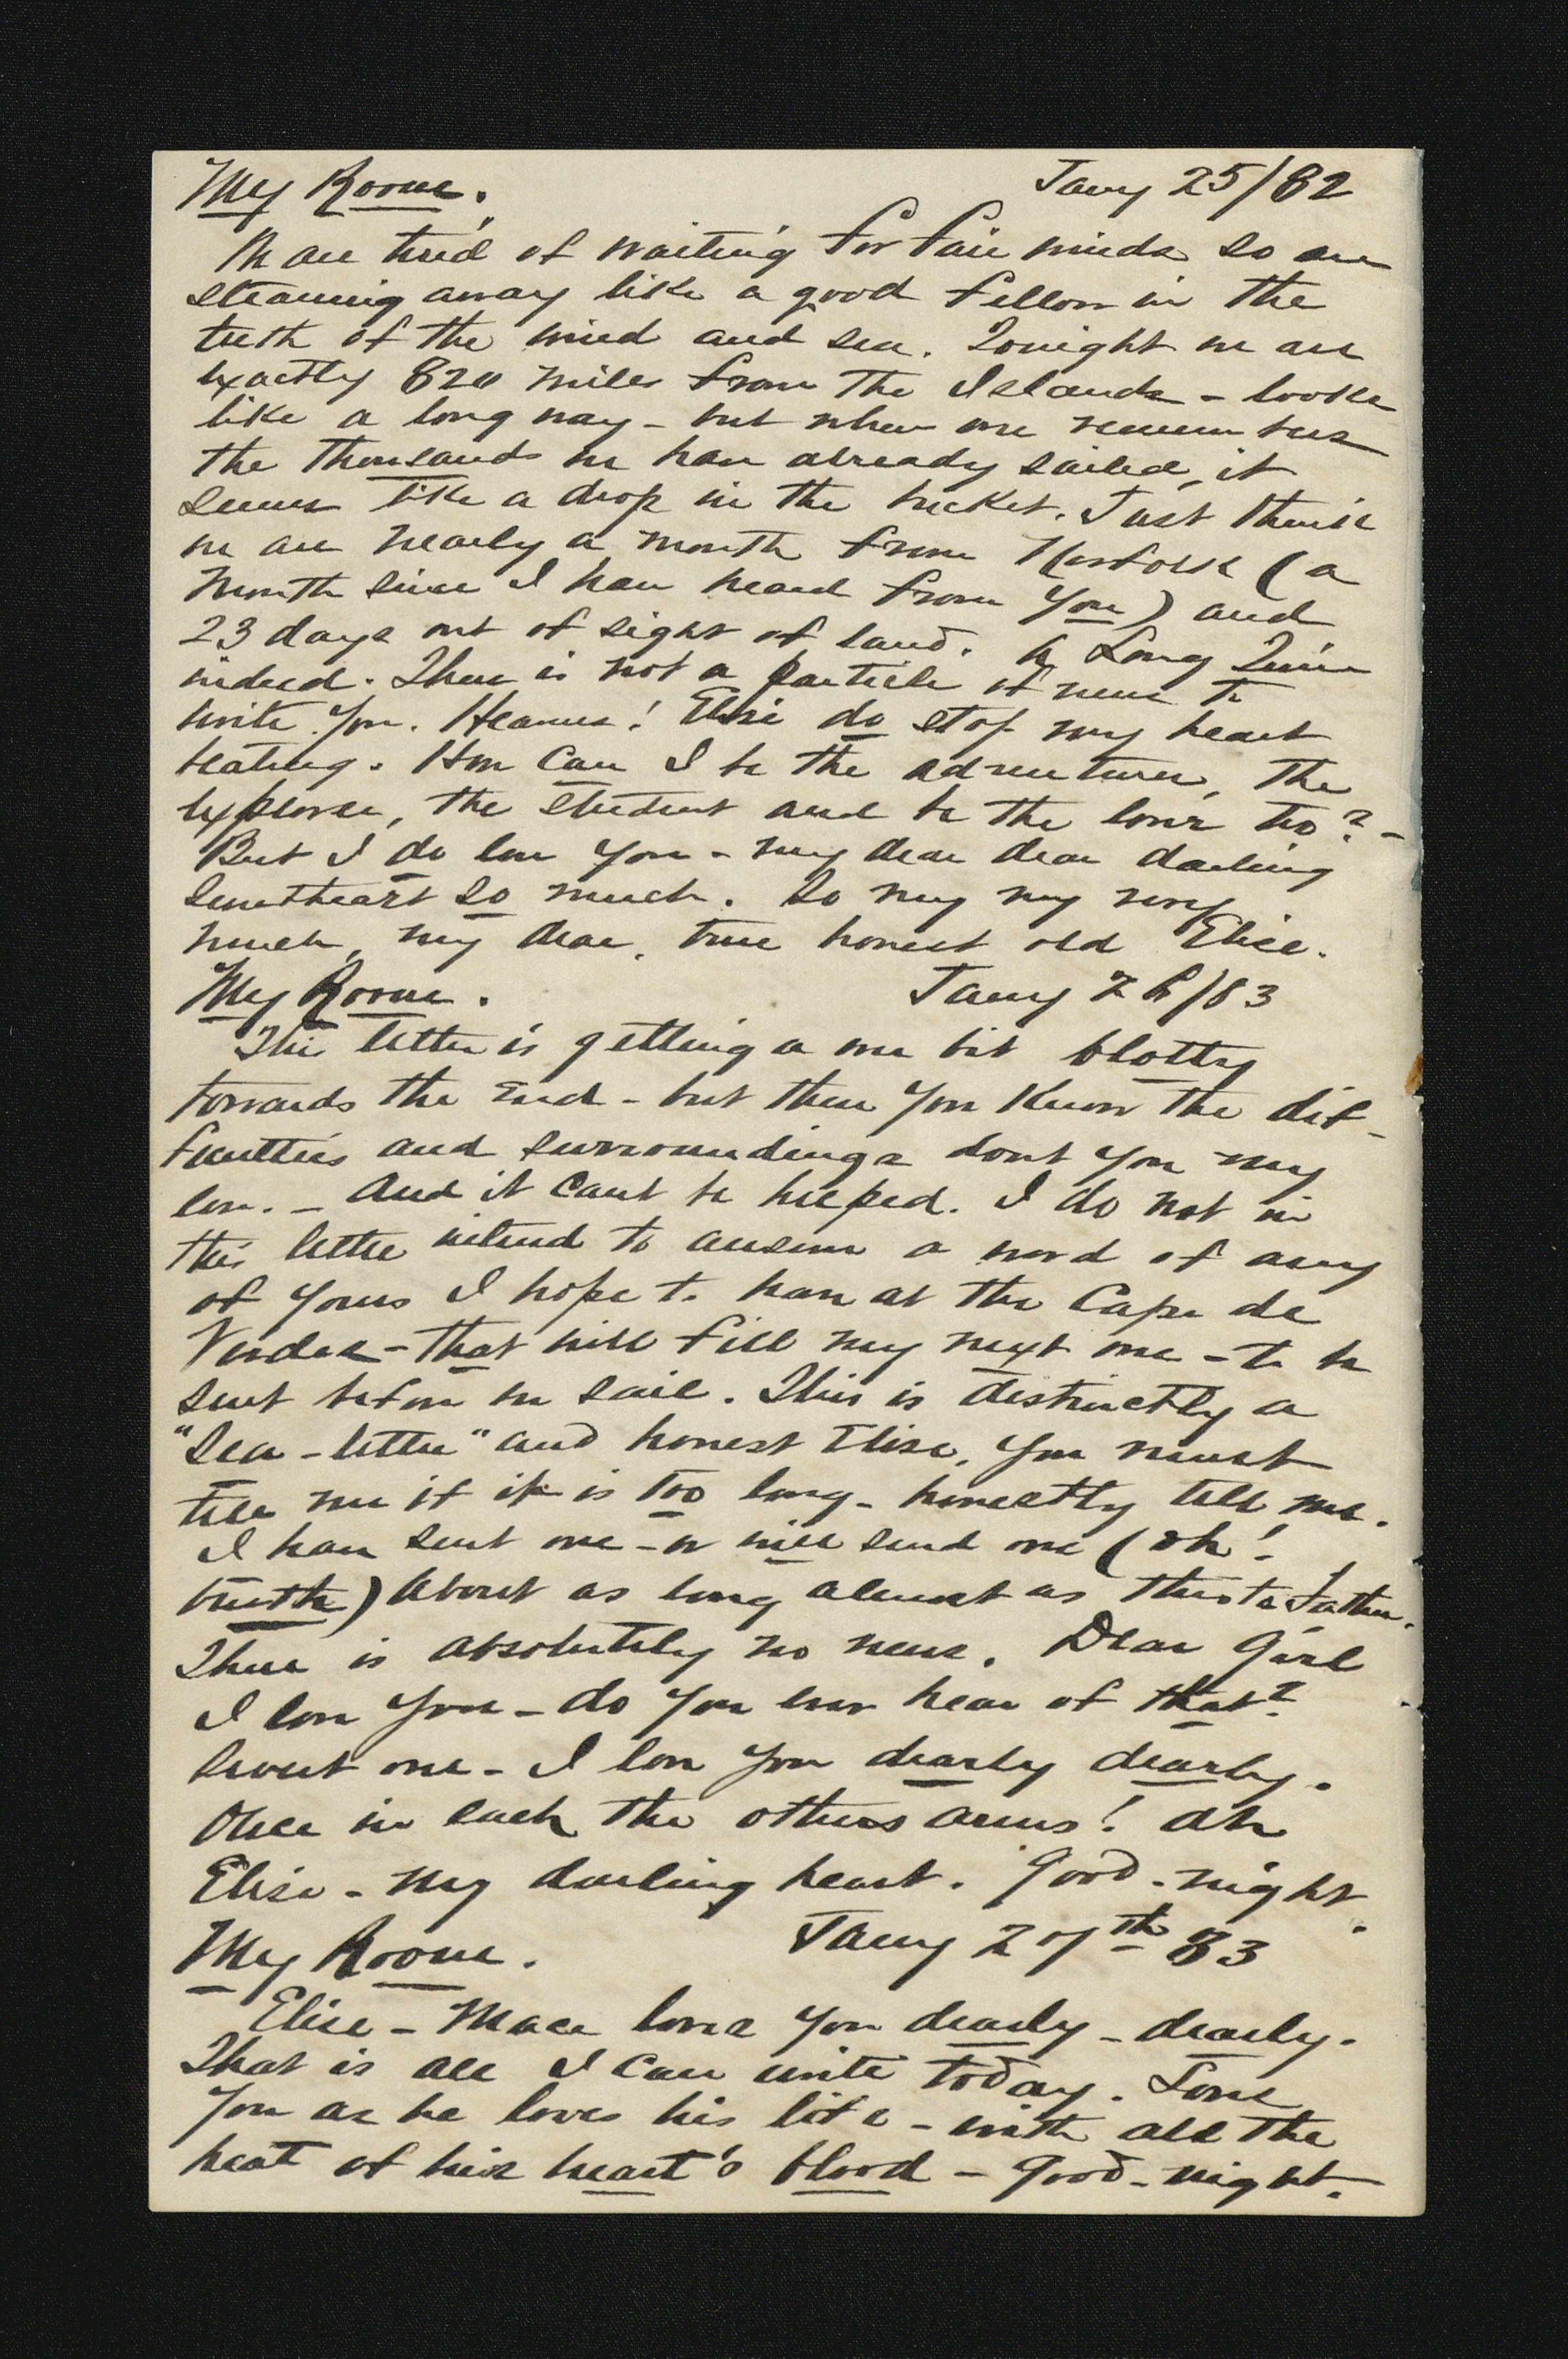 My Room. Jany 25/82
We are tired of waiting for fair winds so are
steaming away like a good fellow in the
teeth of the wind and sea. Tonight we are
exactly 820 miles from the Islands - looks
like a long way - but when one remembers
the thousands we have already sailed, it
seems like a drop in the bucket. Just think
we are nearly a month from Norfolk (a
month since I have heard from you) and
23 days out of sight of land. A Long Time
indeed. There is not a particle of news to
write you. Heavens! Elise do stop my heart
beating. How can I be the adventurer, the
explorer, the student and be the lover too? -
But I do love you - my dear dear darling
Sweetheart so much. So very very very
much, my dear, true honest old Elise.
My Room. Jany 26/83
This letter is getting a wee bit blotty
towards the End - but then you know the dif-
ficulties and surroundings dont you my
love. - And it cant be helped. I do not in
this letter intend to answer a word of any
of yours I hope to have at the Cape de
Verdes - that will fill my next one - to be
sent before we sail. This is distinctly a
"Sea-letter" and honest Elise, you must
tell me if it is too long - honestly tell me.
I have sent one - or will send one (oh!
truth) about as long almost as this to Father.
There is absolutely no news. Dear Girl
I love you - do you ever hear of that?
Sweet one - I love you dearly dearly.
Once in each the others arms! Ah
Elise - my darling heart. Good-night.
My Room. Jany 27th 83
Elise - Mace loves you dearly - dearly.
That is all I can write today. Loves
you as he loves his life - with all the
heat of his heart's blood - Good-night.